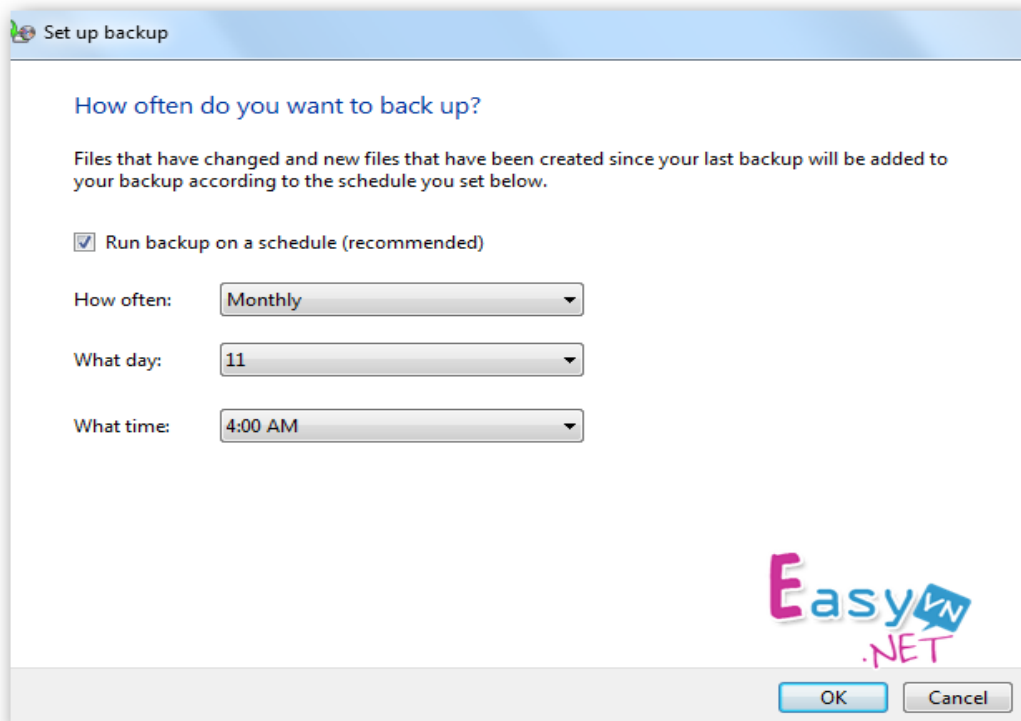 Set up backup
How often do you want to back up?
Files that have changed and new files that have been created since your last backup will be added to
your backup according to the schedule you set below.
Run backup on a schedule (recommended)
How often: Monthly
What day: 11
What time: 4:00 AM
EasyVN
.NET
OK Cancel